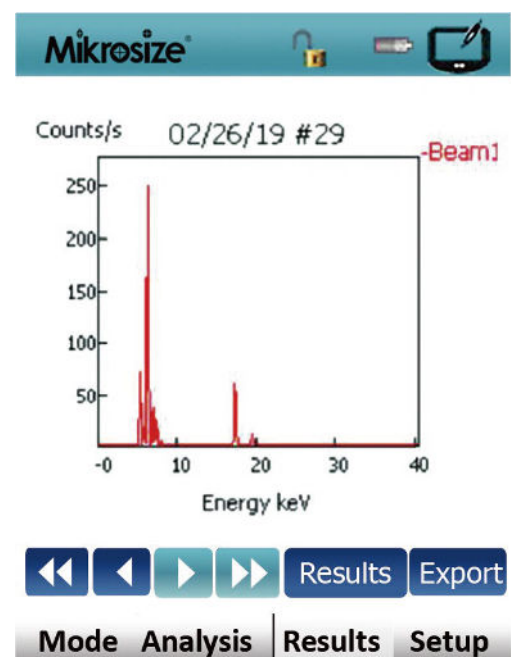 Mikrosize®
Counts/s 02/26/19 #29
-Beam1
250
200
150
100
50
-0 10 20 30 40
Energy keV
Results Export
Mode Analysis Results Setup